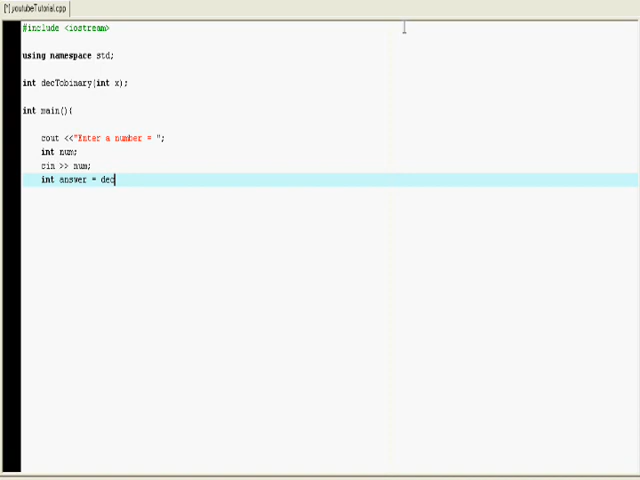 [*] youtubeTutorial.cpp
#include <iostream>
using namespace std;
int decTobinary(int x);
int main(){
cout <<"Enter a number = ";
int num;
cin >> num;
int answer = dec